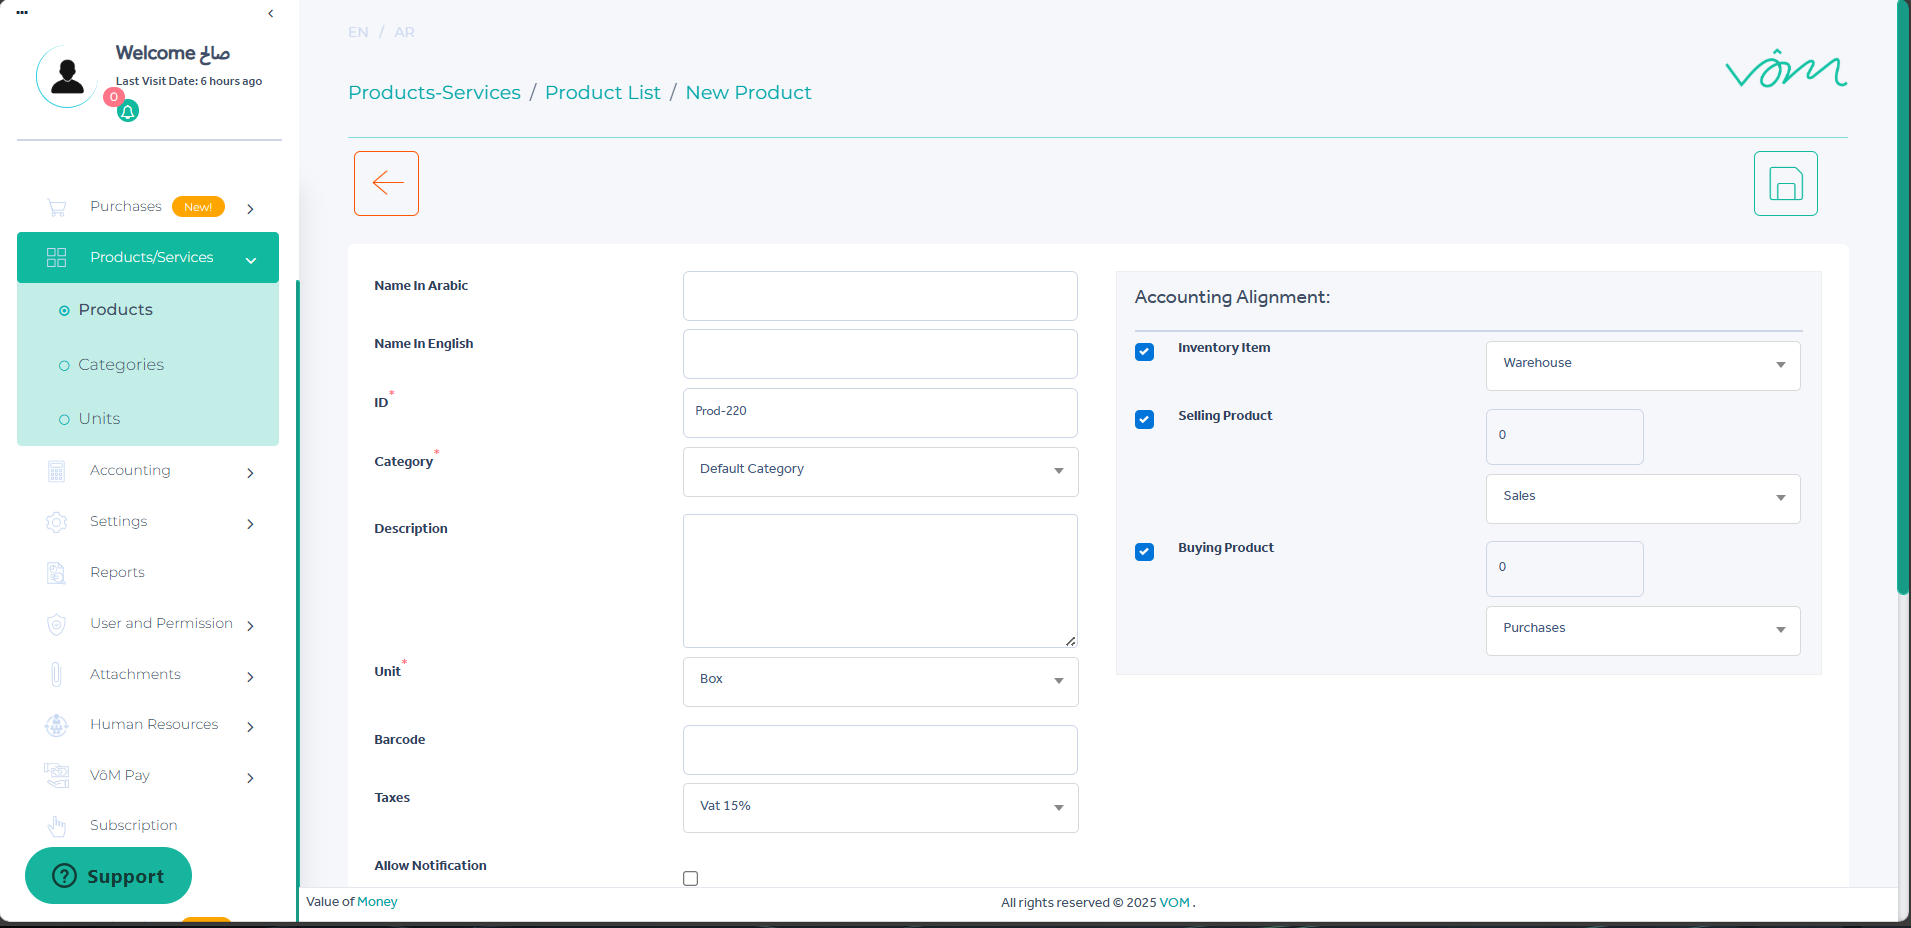 Welcome صالح
Last Visit Date: 6 hours ago
0
Purchases New!
Products/Services
Products
Categories
Units
Accounting
Settings
Reports
User and Permission
Attachments
Human Resources
VôM Pay
Subscription
Support
EN / AR
vôm
Products-Services / Product List / New Product
Name In Arabic
Name In English
ID*
Prod-220
Category*
Default Category
Description
Unit*
Box
Barcode
Taxes
Vat 15%
Allow Notification
Accounting Alignment:
Inventory Item
Warehouse
Selling Product
0
Sales
Buying Product
0
Purchases
Value of Money
All rights reserved © 2025 VOM .